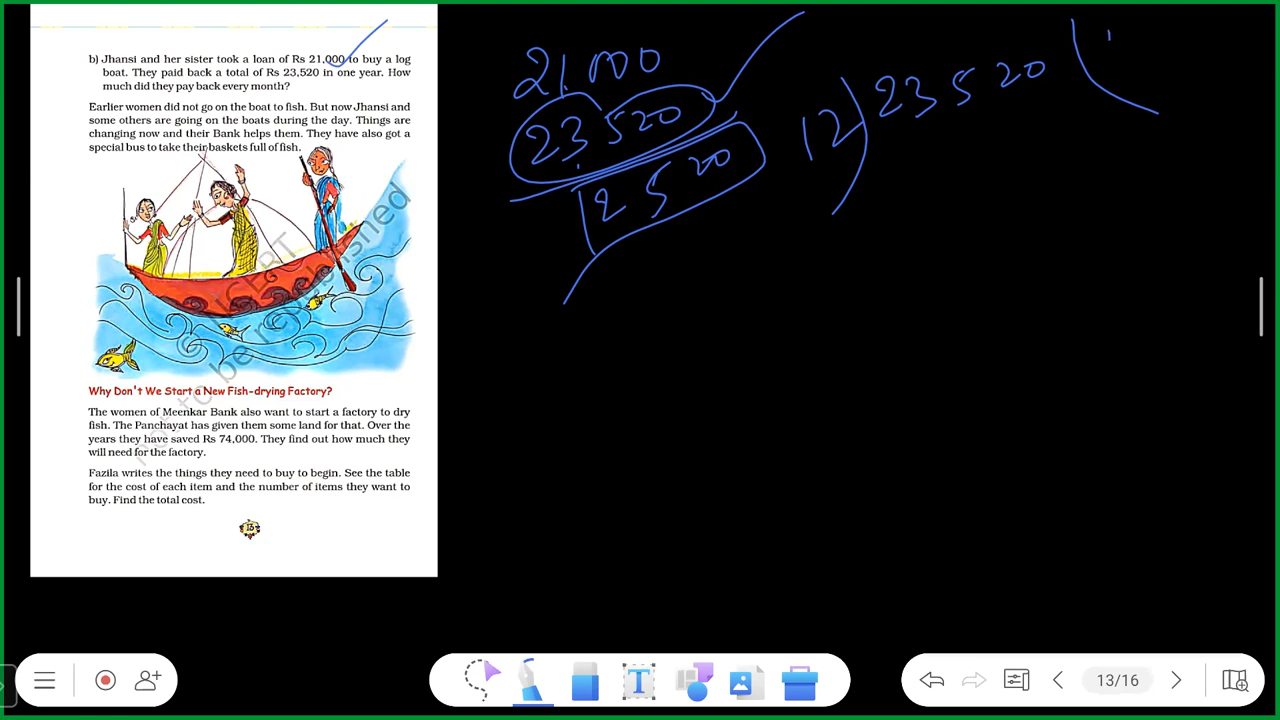 b) Jhansi and her sister took a loan of Rs 21,000 to buy a log
boat. They paid back a total of Rs 23,520 in one year. How
much did they pay back every month?
Earlier women did not go on the boat to fish. But now Jhansi and
some others are going on the boats during the day. Things are
changing now and their Bank helps them. They have also got a
special bus to take their baskets full of fish.
not to be republished
Why Don't We Start a New Fish-drying Factory?
The women of Meenkar Bank also want to start a factory to dry
fish. The Panchayat has given them some land for that. Over the
years they have saved Rs 74,000. They find out how much they
will need for the factory.
Fazila writes the things they need to buy to begin. See the table
for the cost of each item and the number of items they want to
buy. Find the total cost.
21,000
23,520
2520
12) 23520 (
T
13/16